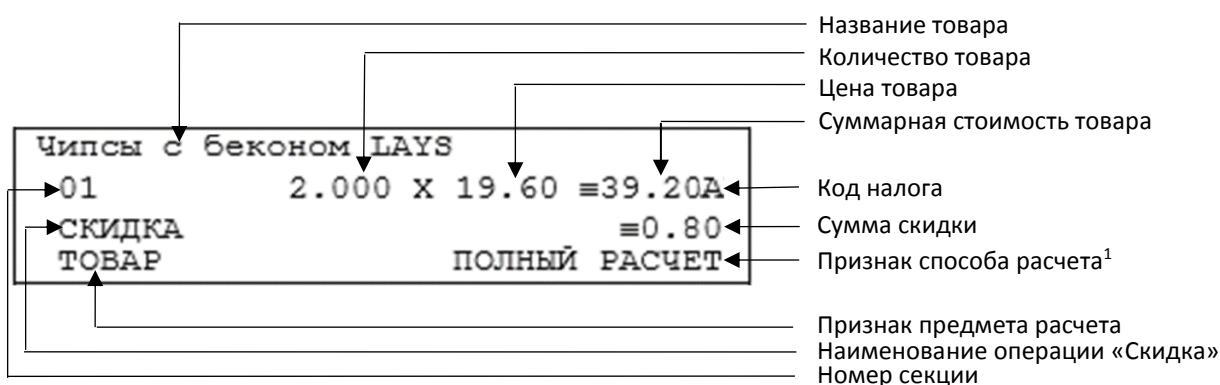 Название товара
Количество товара
Цена товара
Суммарная стоимость товара
Чипсы с беконом LAYS
01 2.000 X 19.60 ≡39.20А
Код налога
СКИДКА ≡0.80
Сумма скидки
ТОВАР ПОЛНЫЙ РАСЧЕТ
Признак способа расчета¹
Признак предмета расчета
Наименование операции «Скидка»
Номер секции